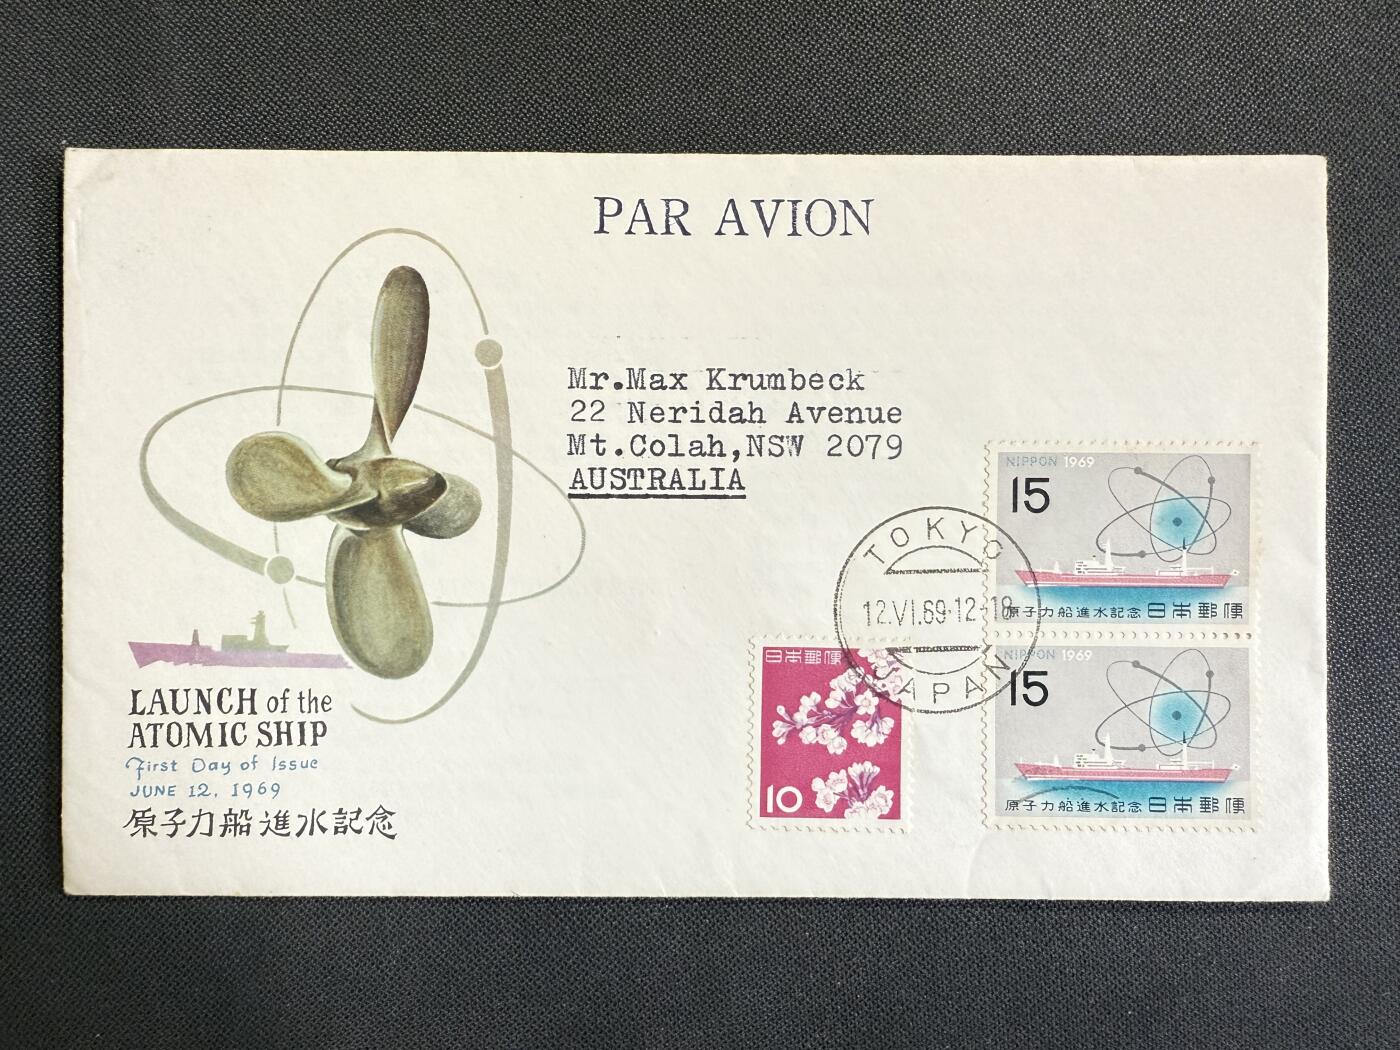 PAR AVION
Mr.Max Krumbeck
22 Neridah Avenue
Mt.Colah,NSW 2079
AUSTRALIA
NIPPON 1969
15
原子力船進水記念 日本郵便
TOKYO
12.VI.69.12-18
JAPAN
NIPPON 1969
15
原子力船進水記念 日本郵便
日本郵便
10
LAUNCH of the
ATOMIC SHIP
First Day of Issue
JUNE 12, 1969
原子力船進水記念